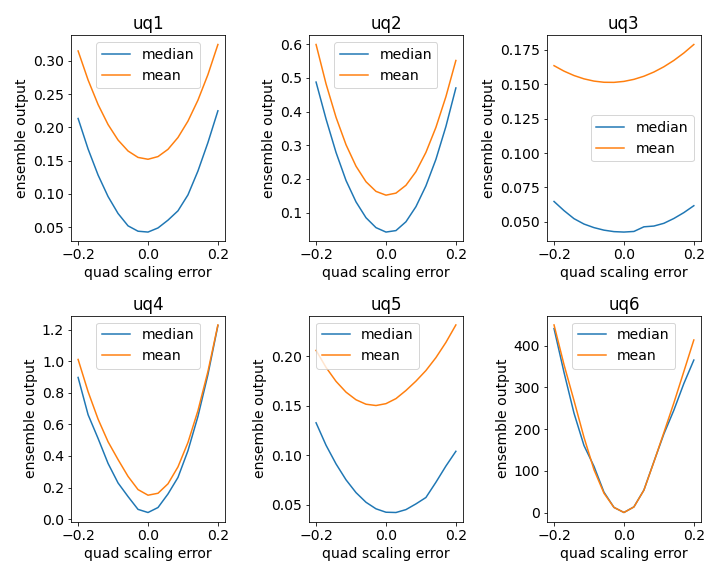 uq1
uq2
uq3
ensemble output
0.30
0.25
0.20
0.15
0.10
0.05
median
mean
−0.2
0.0
0.2
quad scaling error
ensemble output
0.6
0.5
0.4
0.3
0.2
0.1
median
mean
−0.2
0.0
0.2
quad scaling error
ensemble output
0.175
0.150
0.125
0.100
0.075
0.050
median
mean
−0.2
0.0
0.2
quad scaling error
uq4
uq5
uq6
ensemble output
1.2
1.0
0.8
0.6
0.4
0.2
0.0
median
mean
−0.2
0.0
0.2
quad scaling error
ensemble output
0.20
0.15
0.10
0.05
median
mean
−0.2
0.0
0.2
quad scaling error
ensemble output
400
300
200
100
0
median
mean
−0.2
0.0
0.2
quad scaling error